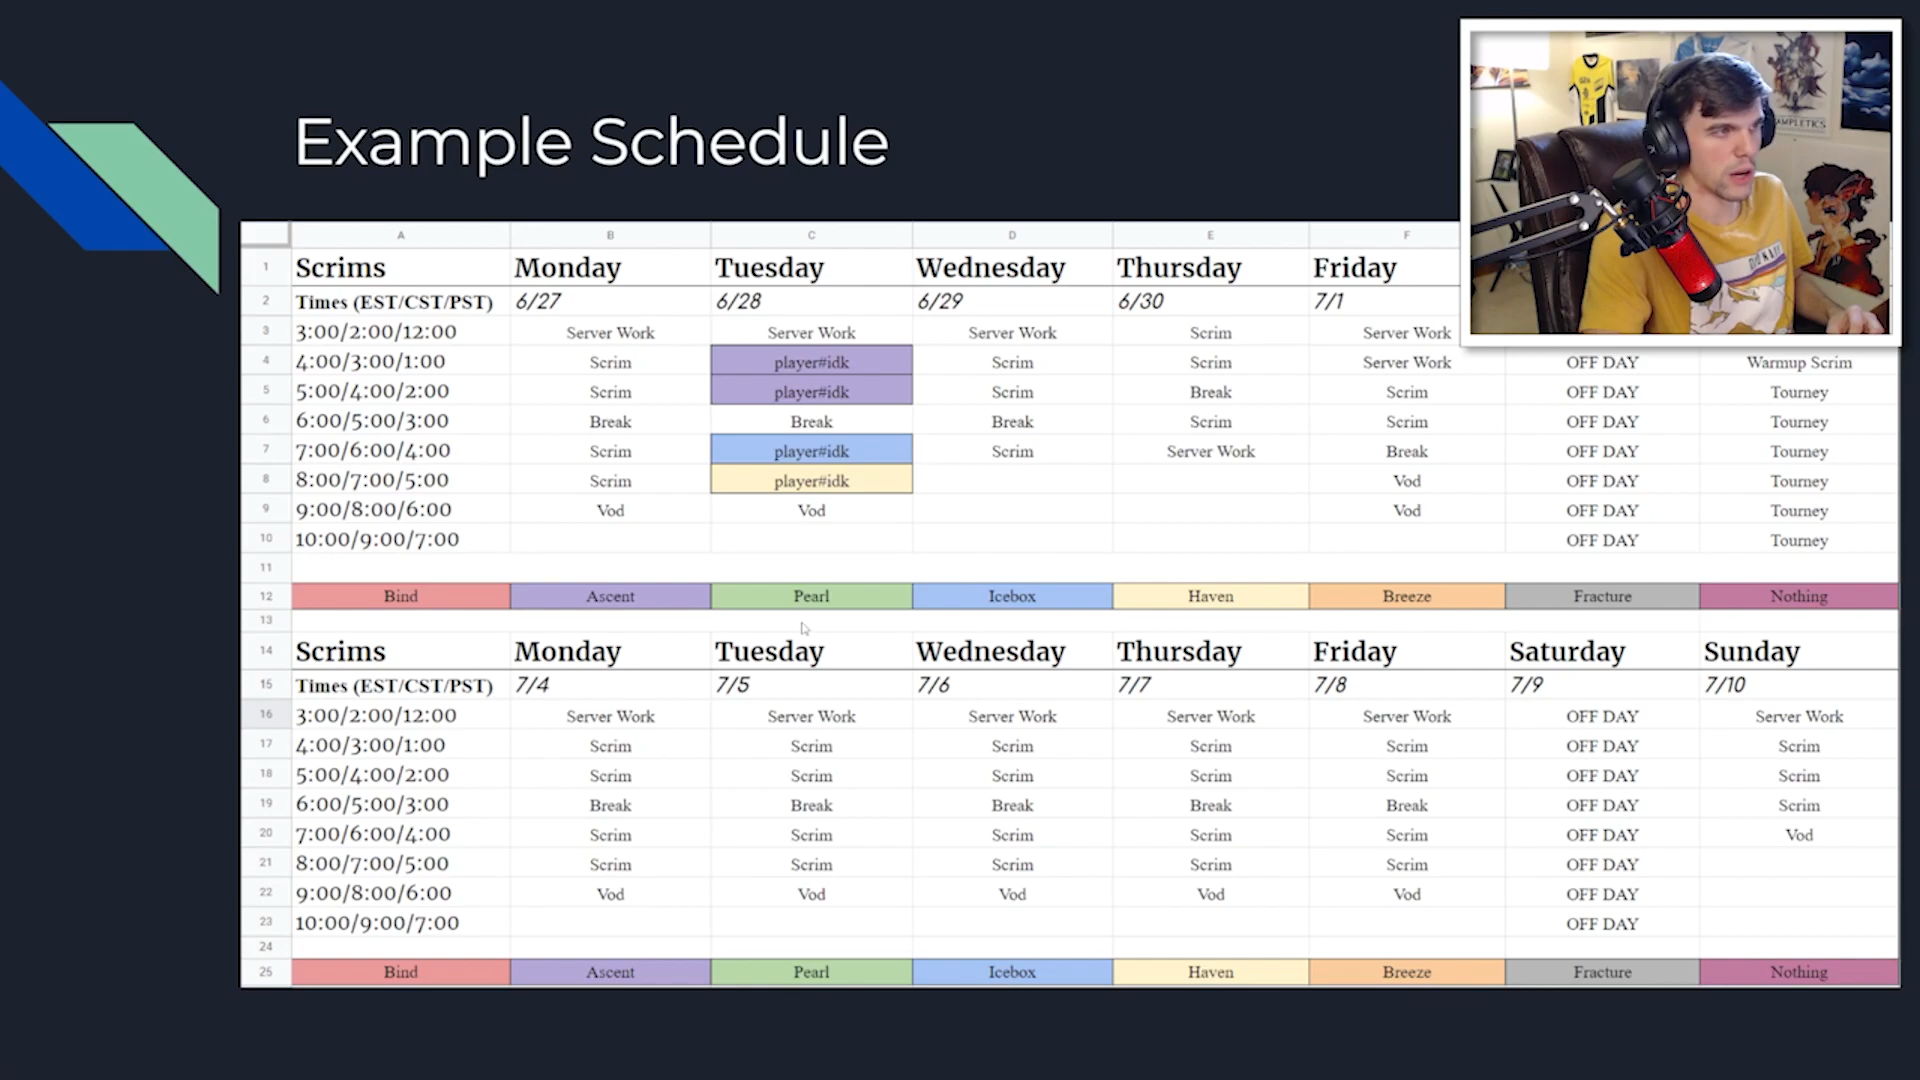 Example Schedule
A B C D E F
1 Scrims Monday Tuesday Wednesday Thursday Friday
2 Times (EST/CST/PST) 6/27 6/28 6/29 6/30 7/1
3 3:00/2:00/12:00 Server Work Server Work Server Work Scrim Server Work
4 4:00/3:00/1:00 Scrim player#idk Scrim Scrim Server Work OFF DAY Warmup Scrim
5 5:00/4:00/2:00 Scrim player#idk Scrim Break Scrim OFF DAY Tourney
6 6:00/5:00/3:00 Break Break Break Scrim Scrim OFF DAY Tourney
7 7:00/6:00/4:00 Scrim player#idk Scrim Server Work Break OFF DAY Tourney
8 8:00/7:00/5:00 Scrim player#idk Vod OFF DAY Tourney
9 9:00/8:00/6:00 Vod Vod Vod OFF DAY Tourney
10 10:00/9:00/7:00 OFF DAY Tourney
11
12 Bind Ascent Pearl Icebox Haven Breeze Fracture Nothing
13
14 Scrims Monday Tuesday Wednesday Thursday Friday Saturday Sunday
15 Times (EST/CST/PST) 7/4 7/5 7/6 7/7 7/8 7/9 7/10
16 3:00/2:00/12:00 Server Work Server Work Server Work Server Work Server Work OFF DAY Server Work
17 4:00/3:00/1:00 Scrim Scrim Scrim Scrim Scrim OFF DAY Scrim
18 5:00/4:00/2:00 Scrim Scrim Scrim Scrim Scrim OFF DAY Scrim
19 6:00/5:00/3:00 Break Break Break Break Break OFF DAY Scrim
20 7:00/6:00/4:00 Scrim Scrim Scrim Scrim Scrim OFF DAY Vod
21 8:00/7:00/5:00 Scrim Scrim Scrim Scrim Scrim OFF DAY
22 9:00/8:00/6:00 Vod Vod Vod Vod Vod OFF DAY
23 10:00/9:00/7:00 OFF DAY
24
25 Bind Ascent Pearl Icebox Haven Breeze Fracture Nothing